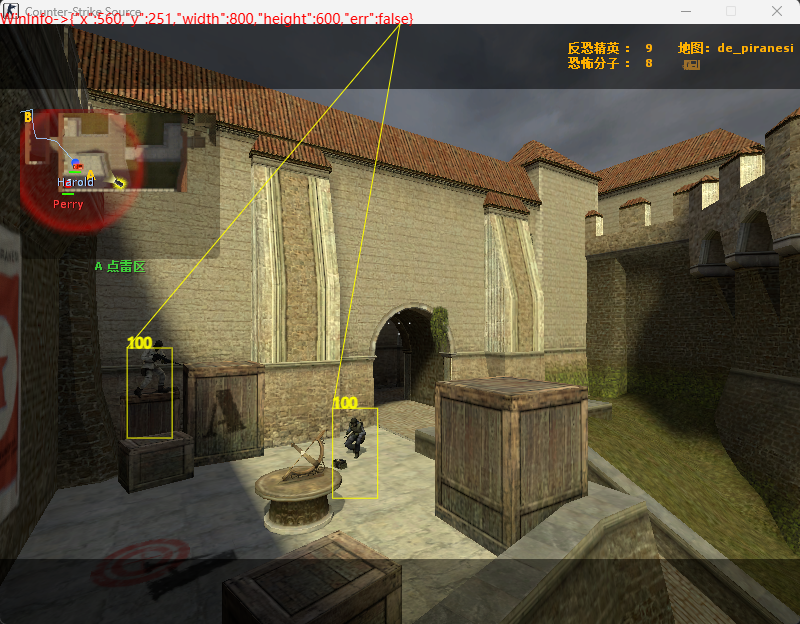 Counter-Strike Source
WinInfo->{"x":560,"y":251,"width":800,"height":600,"err":false}
反恐精英： 9 地图: de_piranesi
恐怖分子： 8
B
A
Harold
Perry
A 点雷区
100
100
A